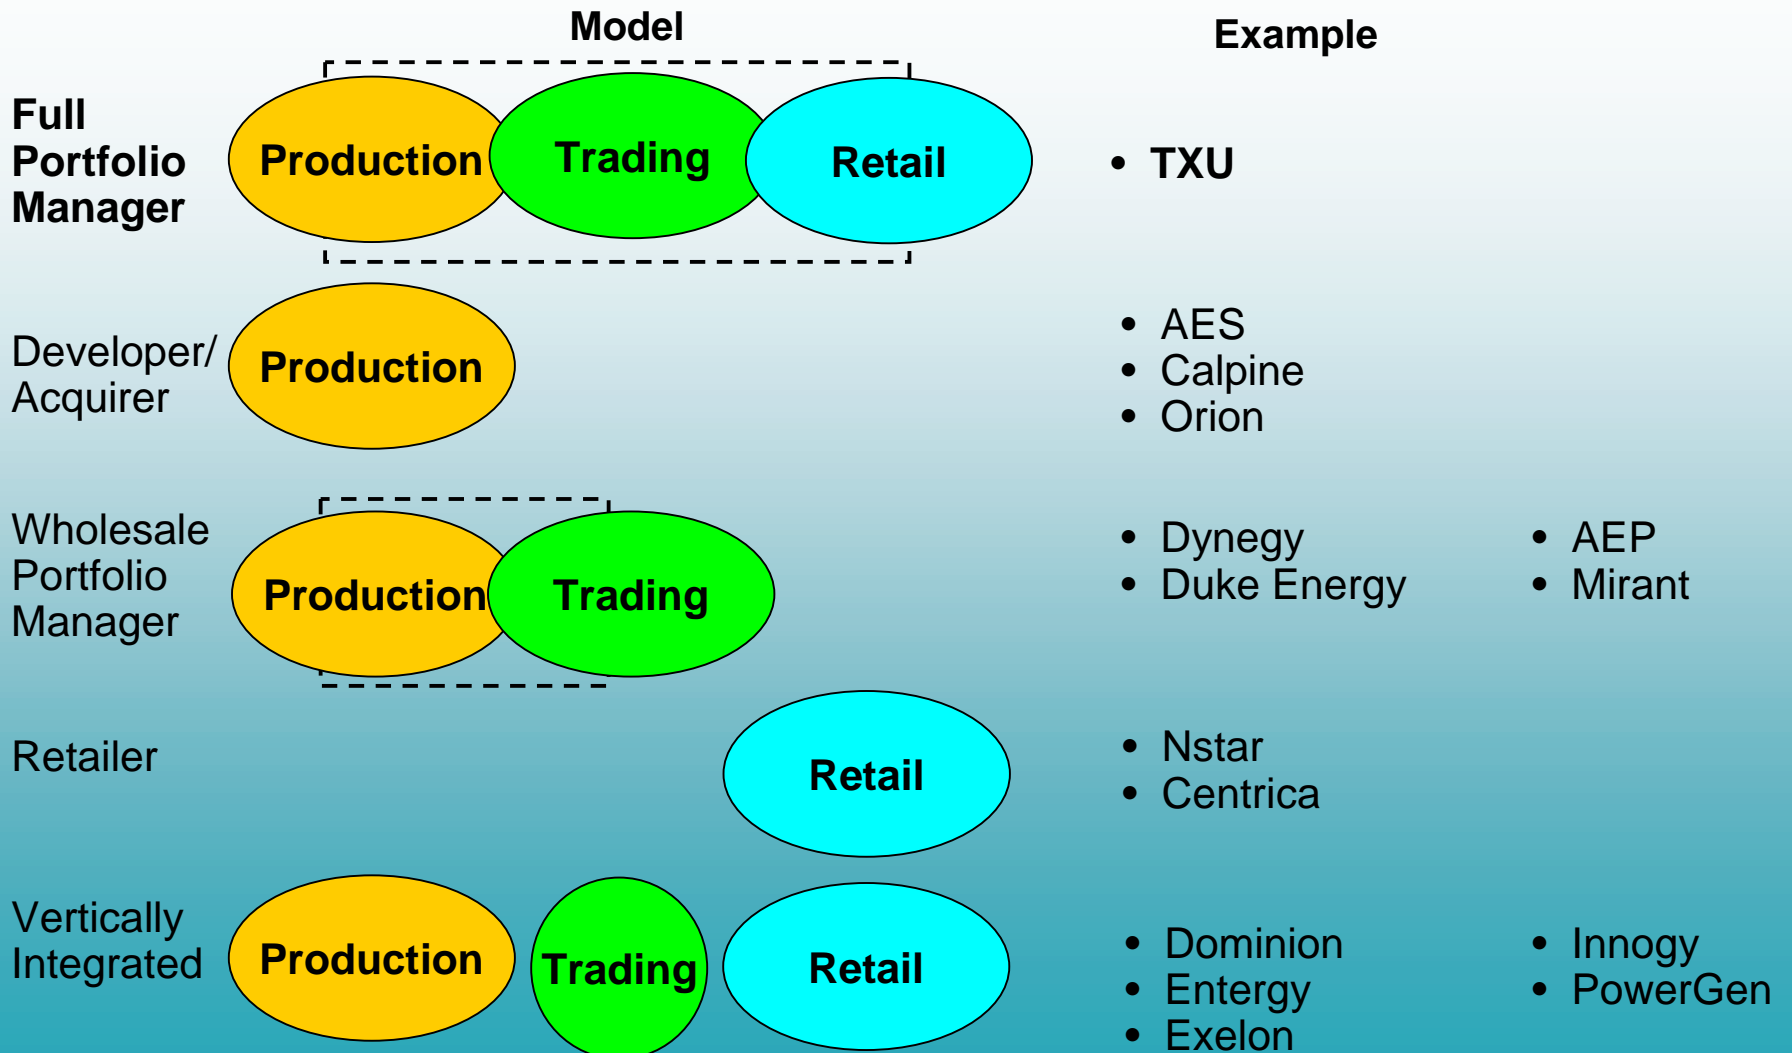 Model
Example
Full
Portfolio
Manager
Production
Trading
Retail
• TXU
Developer/
Acquirer
Production
• AES
• Calpine
• Orion
Wholesale
Portfolio
Manager
Production
Trading
• Dynegy
• Duke Energy
• AEP
• Mirant
Retailer
Retail
• Nstar
• Centrica
Vertically
Integrated
Production
Trading
Retail
• Dominion
• Entergy
• Exelon
• Innogy
• PowerGen